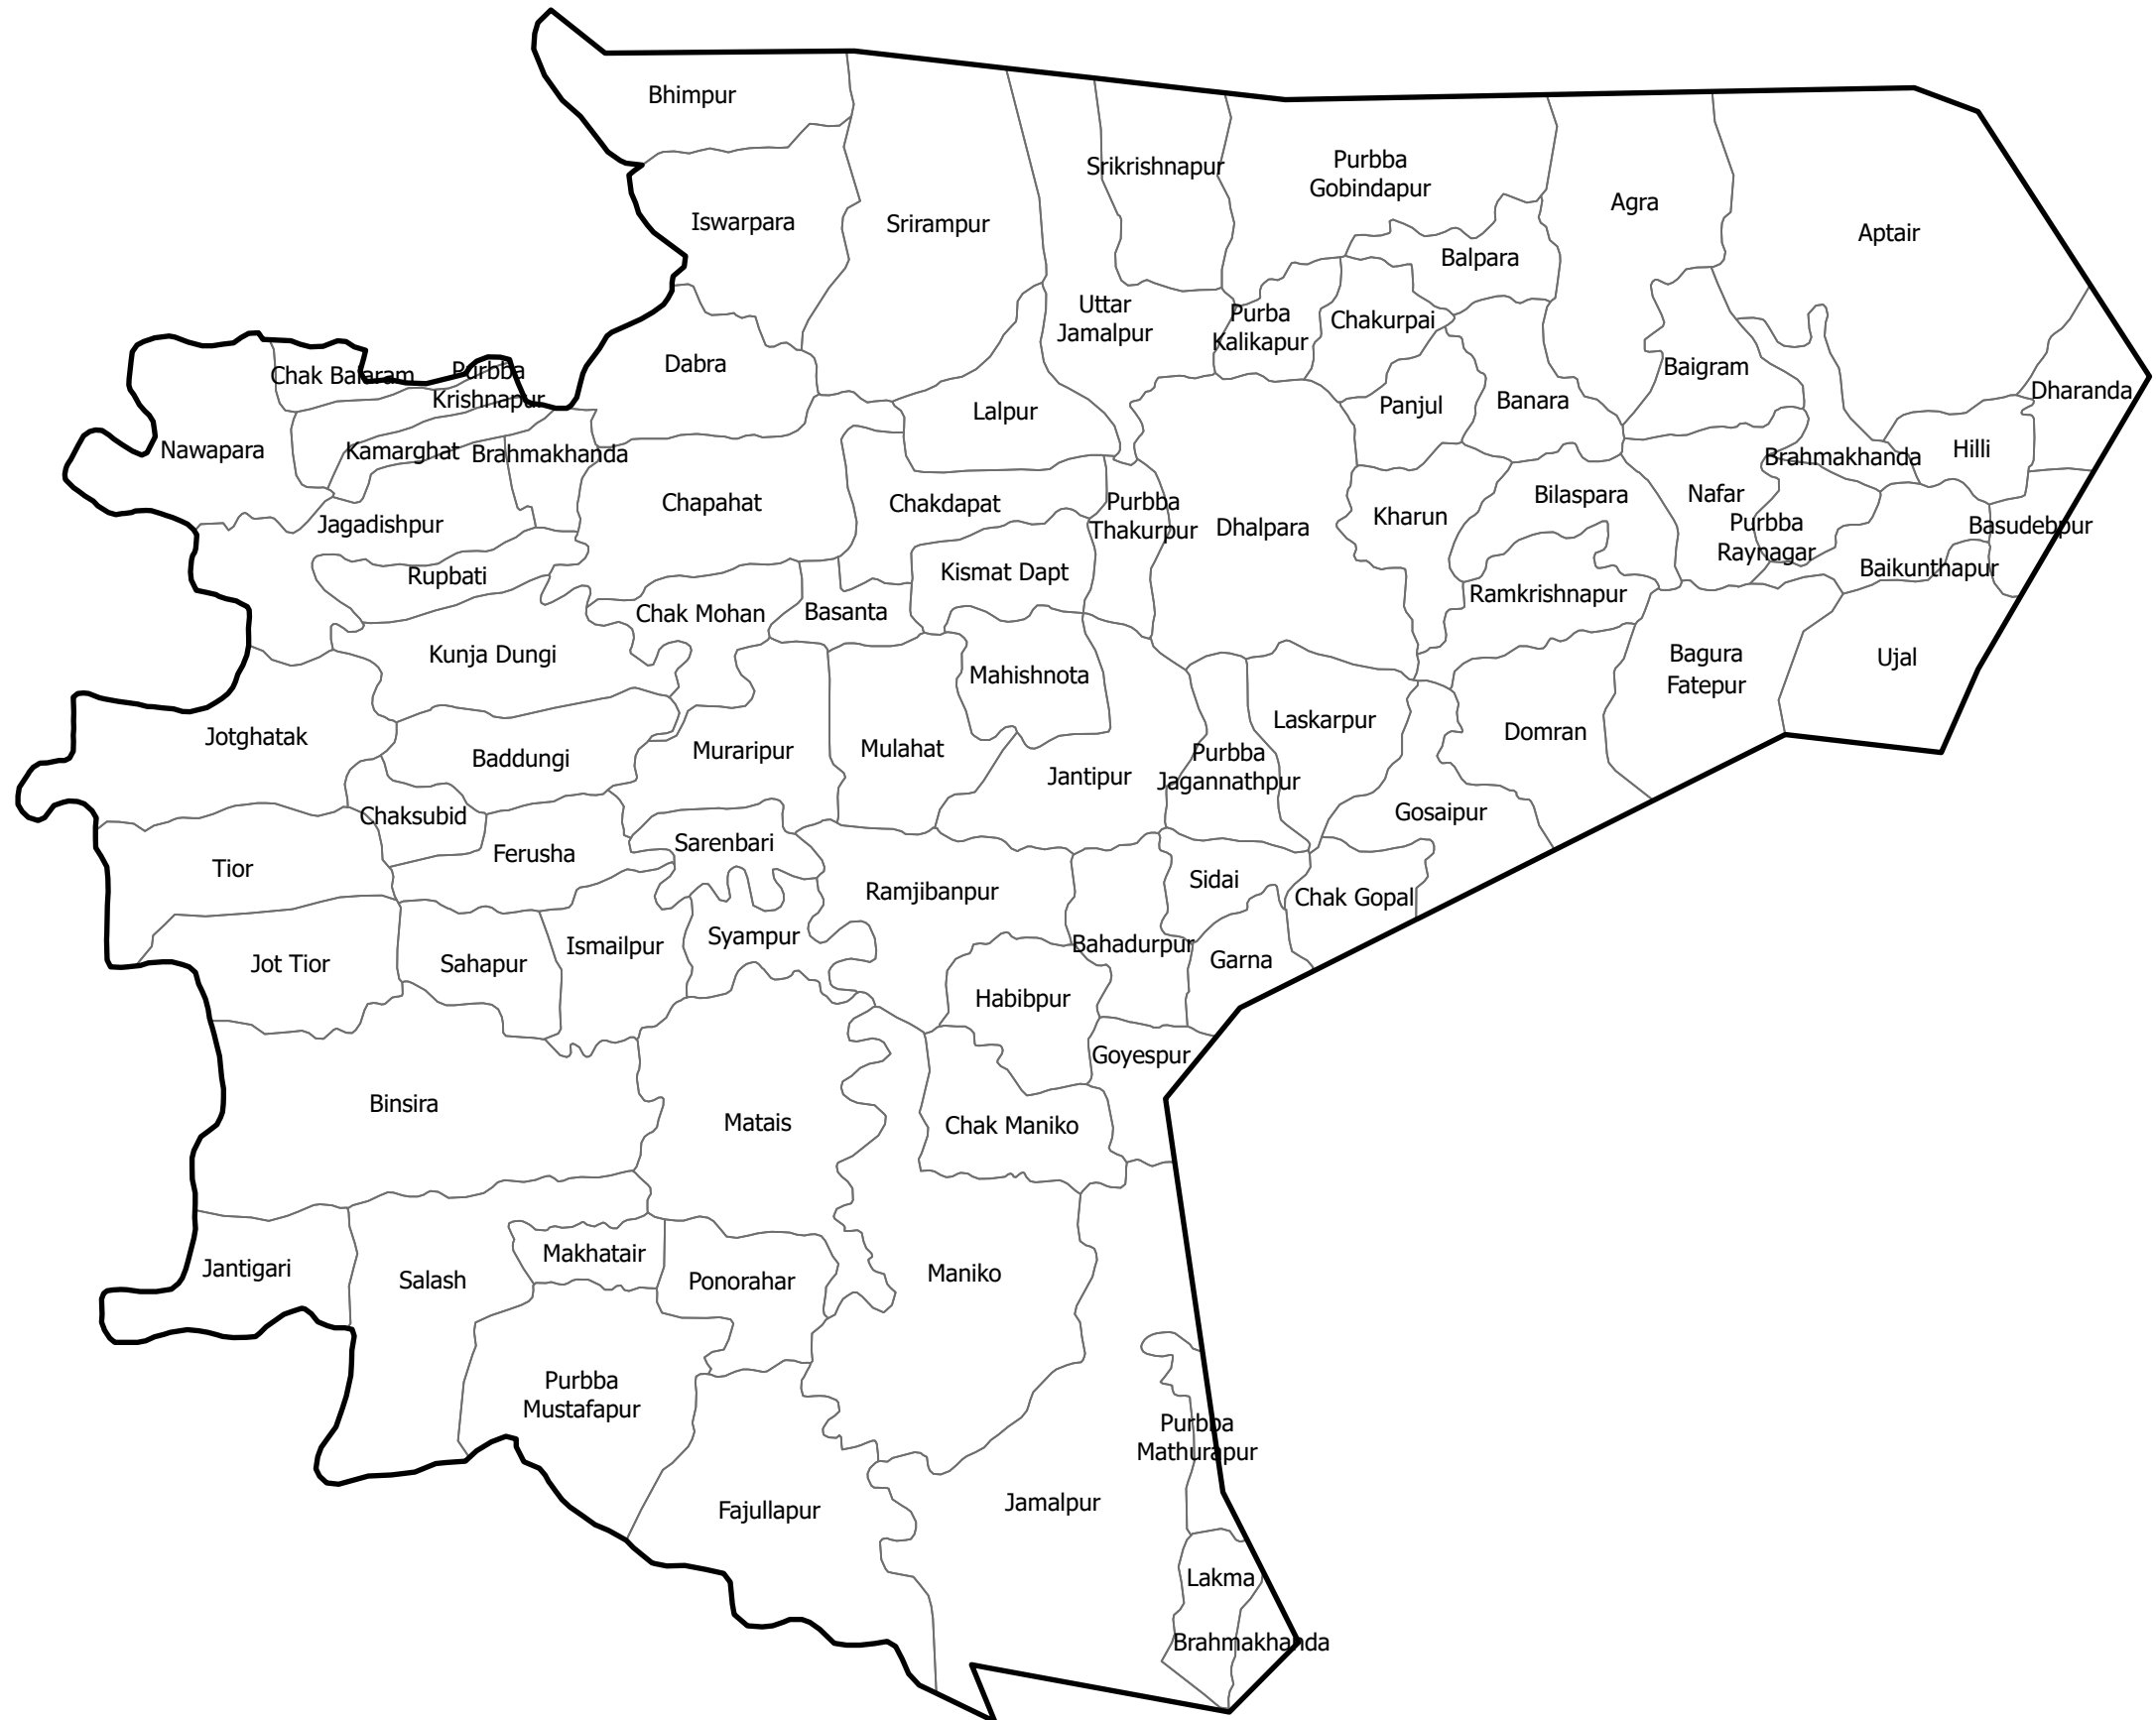 Bhimpur
Srikrishnapur
Purbba
Gobindapur
Agra
Iswarpara
Srirampur
Aptair
Balpara
Uttar
Jamalpur
Purba
Kalikapur
Chakurpai
Dabra
Baigram
Chak Balaram
Purbba
Krishnapur
Dharanda
Lalpur
Panjul
Banara
Nawapara
Kamarghat
Brahmakhanda
Brahmakhanda
Hilli
Chapahat
Chakdapat
Purbba
Thakurpur
Dhalpara
Kharun
Bilaspara
Nafar
Purbba
Raynagar
Basudebpur
Jagadishpur
Rupbati
Kismat Dapt
Baikunthapur
Ramkrishnapur
Chak Mohan
Basanta
Kunja Dungi
Mahishnota
Bagura
Fatepur
Ujal
Jotghatak
Baddungi
Muraripur
Mulahat
Jantipur
Purbba
Jagannathpur
Laskarpur
Domran
Chaksubid
Gosaipur
Tior
Ferusha
Sarenbari
Ramjibanpur
Sidai
Chak Gopal
Jot Tior
Sahapur
Ismailpur
Syampur
Bahadurpur
Garna
Habibpur
Goyespur
Binsira
Matais
Chak Maniko
Jantigari
Salash
Makhatair
Ponorahar
Maniko
Purbba
Mustafapur
Purbba
Mathurapur
Fajullapur
Jamalpur
Lakma
Brahmakhanda